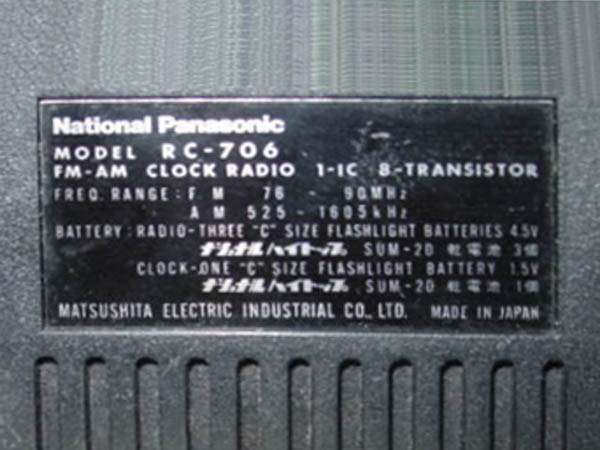 National Panasonic
MODEL RC-706
FM-AM CLOCK RADIO 1-IC 8-TRANSISTOR
FREQ. RANGE: FM 76 - 90MHz
AM 525-1605kHz
BATTERY: RADIO-THREE "C" SIZE FLASHLIGHT BATTERIES 4.5V
ナショナルハイトップ SUM-2D 乾電池 3個
CLOCK-ONE "C" SIZE FLASHLIGHT BATTERY 1.5V
ナショナルハイトップ SUM-2D 乾電池 1個
MATSUSHITA ELECTRIC INDUSTRIAL CO., LTD. MADE IN JAPAN